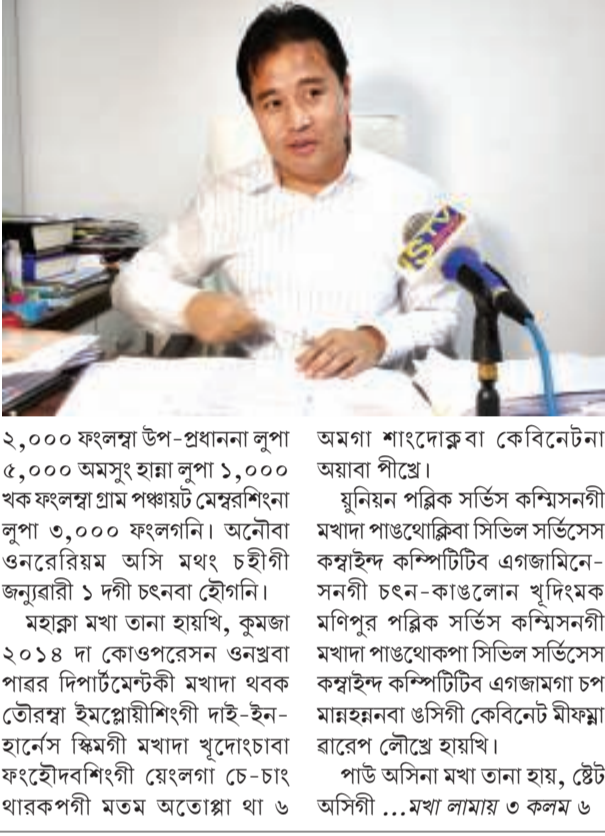 ISTV
২,০০০ ফংলম্বা উপ-প্রধাননা লুপা
৫,০০০ অমসুং হান্না লুপা ১,০০০
খক ফংলম্বা গ্রাম পঞ্চায়ট মেম্বরশিংনা
লুপা ৩,০০০ ফংলগনি। অনৌবা
ওনরেরিয়ম অসি মথং চহীগী
জন্যুৱারী ১ দগী চৎনবা হৌগনি।
মহাক্না মখা তানা হায়খি, কুমজা
২০১৪ দা কোওপরেসন ওনখ্রবা
পাৱর দিপার্টমেন্টকী মখাদা থবক
তৌরম্বা ইমপ্লোয়ীশিংগী দাই-ইন-
হার্নেস স্কিমগী মখাদা খূদোংচাবা
ফংহৌদবশিংগী য়েংলগা চে-চাং
থারকপগী মতম অতোপ্পা থা ৬
অমগা শাংদোক্নবা কেবিনেটনা
অয়াবা পীখ্রে।
য়ুনিয়ন পব্লিক সর্ভিস কম্মিসনগী
মখাদা পাঙথোক্লিবা সিভিল সর্ভিসেস
কম্বাইন্দ কম্পিটিটিব এগজামিনে-
সনগী চৎন-কাঙলোন খূদিংমক
মণিপুর পব্লিক সর্ভিস কম্মিসনগী
মখাদা পাঙথোকপা সিভিল সর্ভিসেস
কম্বাইন্দ কম্পিটিটিব এগজামগা চপ
মান্নহন্ননবা ঙসিগী কেবিনেট মীফম্না
ৱারেপ লৌখ্রে হায়খি।
পাউ অসিনা মখা তানা হায়, ষ্টেট
অসিগী ...মখা লামায় ৩ কলম ৬